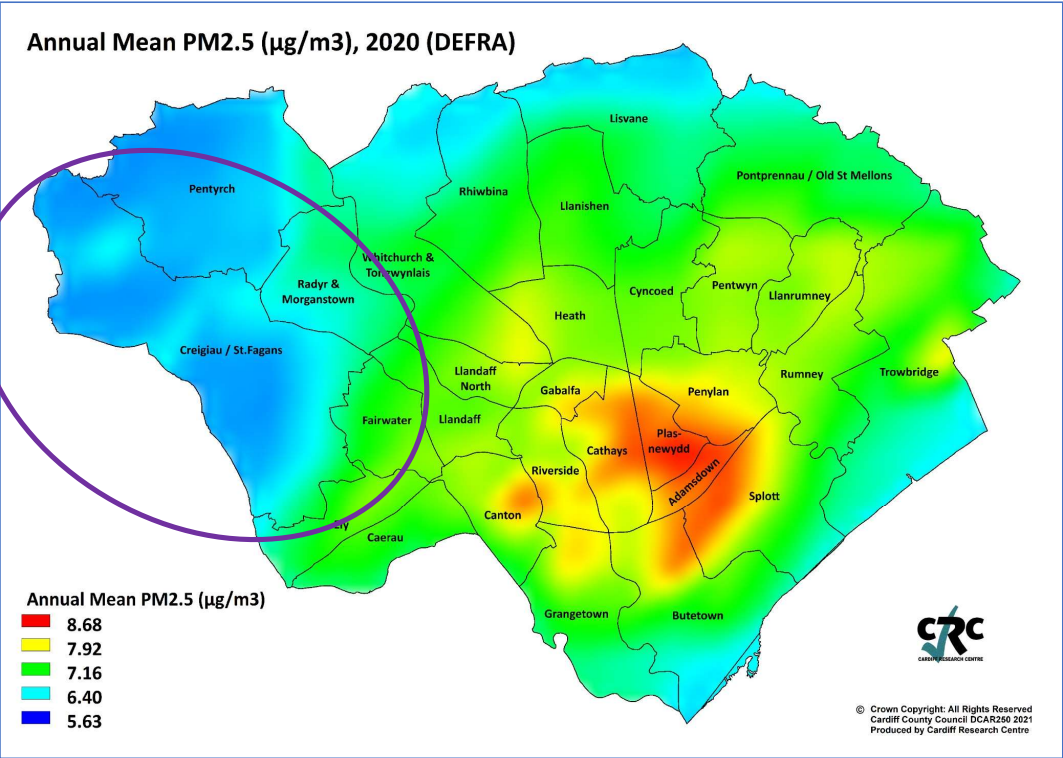 Annual Mean PM2.5 (µg/m3), 2020 (DEFRA)
Lisvane
Pontprennau / Old St Mellons
Pentyrch
Rhiwbina
Llanishen
Whitchurch &
Tongwynlais
Radyr &
Morganstown
Cyncoed
Pentwyn
Llanrumney
Heath
Creigiau / St.Fagans
Llandaff
North
Gabalfa
Penylan
Rumney
Trowbridge
Fairwater
Llandaff
Cathays
Plas-
newydd
Riverside
Adamsdown
Splott
Canton
Ely
Caerau
Grangetown
Butetown
Annual Mean PM2.5 (µg/m3)
8.68
7.92
7.16
6.40
5.63
CRC
CARDIFF RESEARCH CENTRE
© Crown Copyright: All Rights Reserved
Cardiff County Council DCAR250 2021
Produced by Cardiff Research Centre